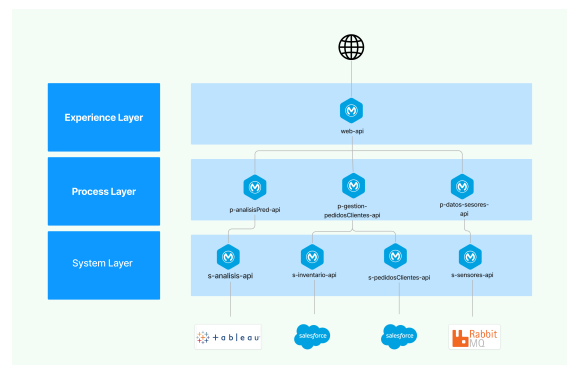 Experience Layer
web-api
Process Layer
p-analisisPred-api
p-gestion-
pedidosClientes-api
p-datos-sesores-
api
System Layer
s-analisis-api
s-inventario-api
s-pedidosClientes-api
s-sensores-api
+ableau
salesforce
salesforce
Rabbit
MQ